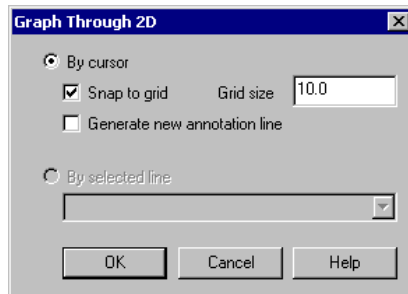 Graph Through 2D
By cursor
Snap to grid Grid size 10.0
Generate new annotation line
By selected line
OK Cancel Help